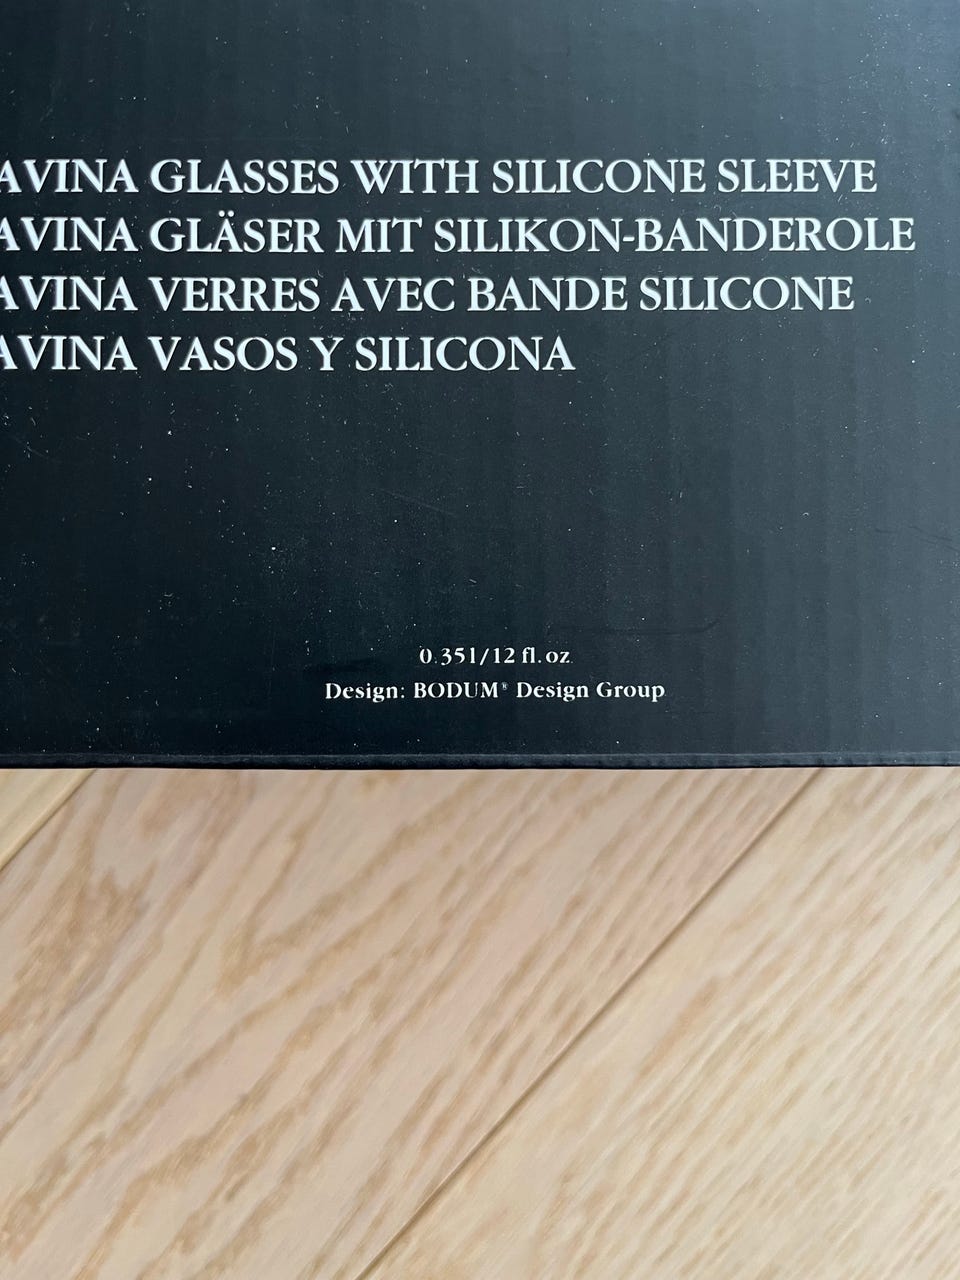 AVINA GLASSES WITH SILICONE SLEEVE
AVINA GLÄSER MIT SILIKON-BANDEROLE
AVINA VERRES AVEC BANDE SILICONE
AVINA VASOS Y SILICONA
0.35l/12 fl. oz.
Design: BODUM® Design Group